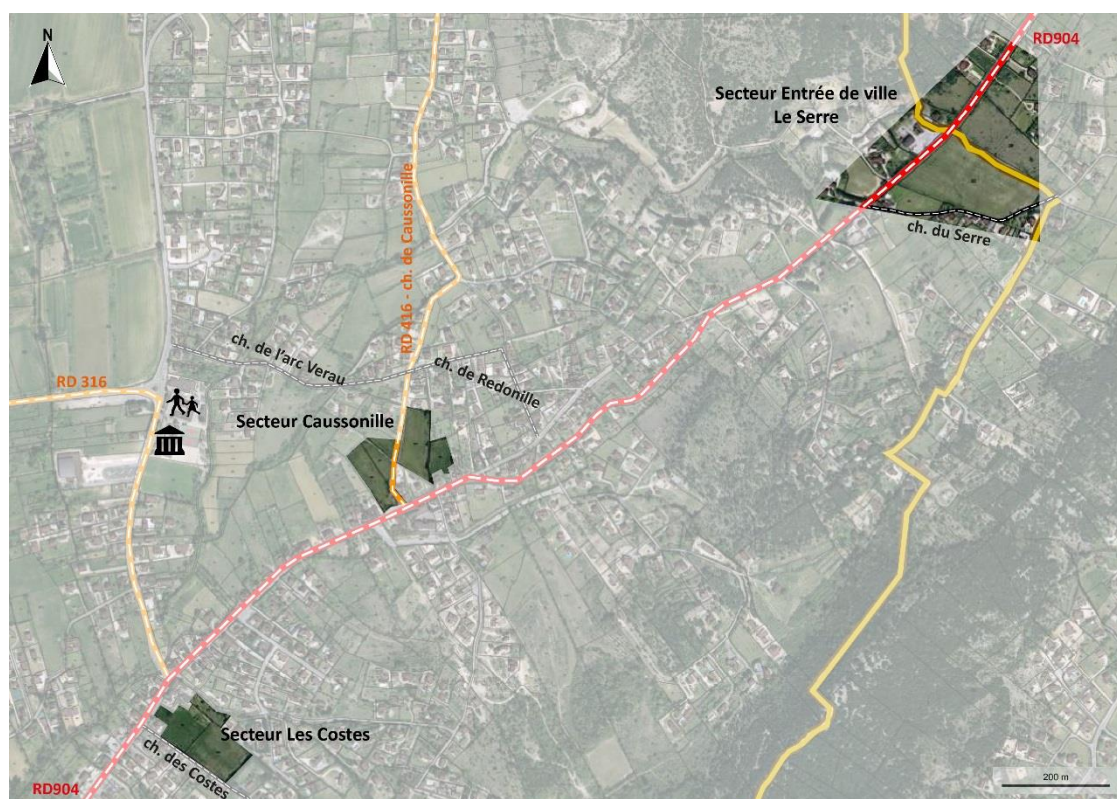 N
RD904
Secteur Entrée de ville
Le Serre
ch. du Serre
RD 416 - ch. de Caussonille
ch. de l'arc Verau
ch. de Redonille
RD 316
Secteur Caussonille
Secteur Les Costes
ch. des Costes
RD904
200 m